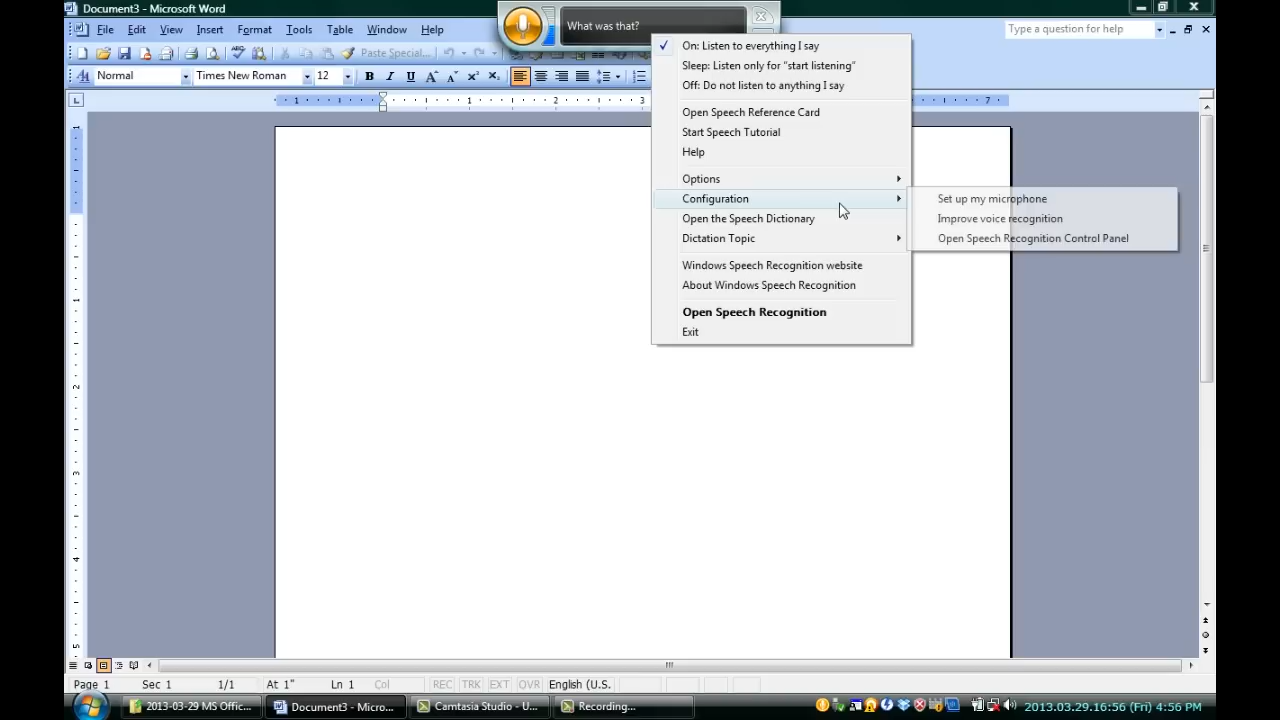 Document3 - Microsoft Word
What was that?
File Edit View Insert Format Tools Table Window Help
Type a question for help
Paste Special...
Normal Times New Roman 12 B I U
1 1 2 3 7
On: Listen to everything I say
Sleep: Listen only for "start listening"
Off: Do not listen to anything I say
Open Speech Reference Card
Start Speech Tutorial
Help
Options
Configuration
Set up my microphone
Open the Speech Dictionary
Improve voice recognition
Dictation Topic
Open Speech Recognition Control Panel
Windows Speech Recognition website
About Windows Speech Recognition
Open Speech Recognition
Exit
Page 1 Sec 1 1/1 At 1" Ln 1 Col REC TRK EXT OVR English (U.S.
2013-03-29 MS Offic... Document3 - Micro... Camtasia Studio - U... Recording... 2013.03.29.16:56 (Fri) 4:56 PM